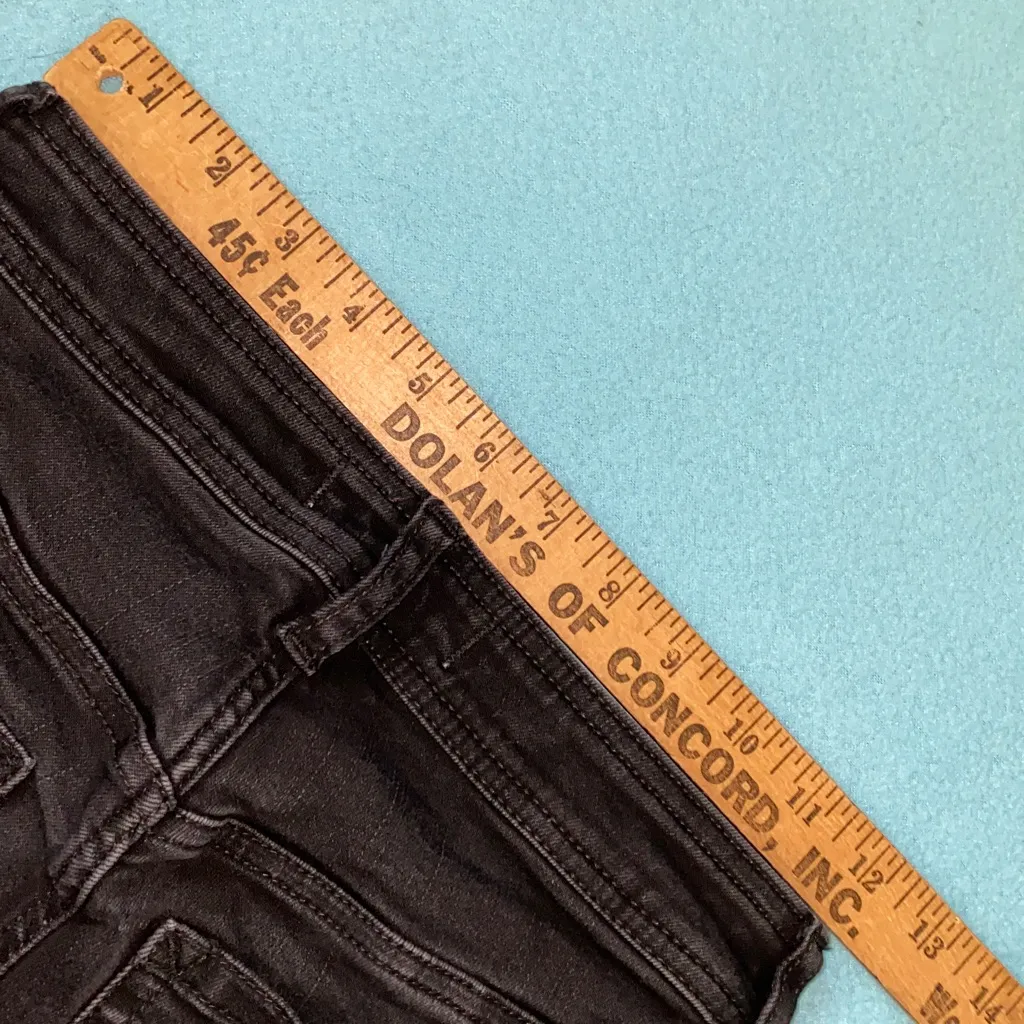 1 2 3 4 5 6 7 8 9 10 11 12 13 14
45¢ Each
DOLAN'S OF CONCORD, INC.